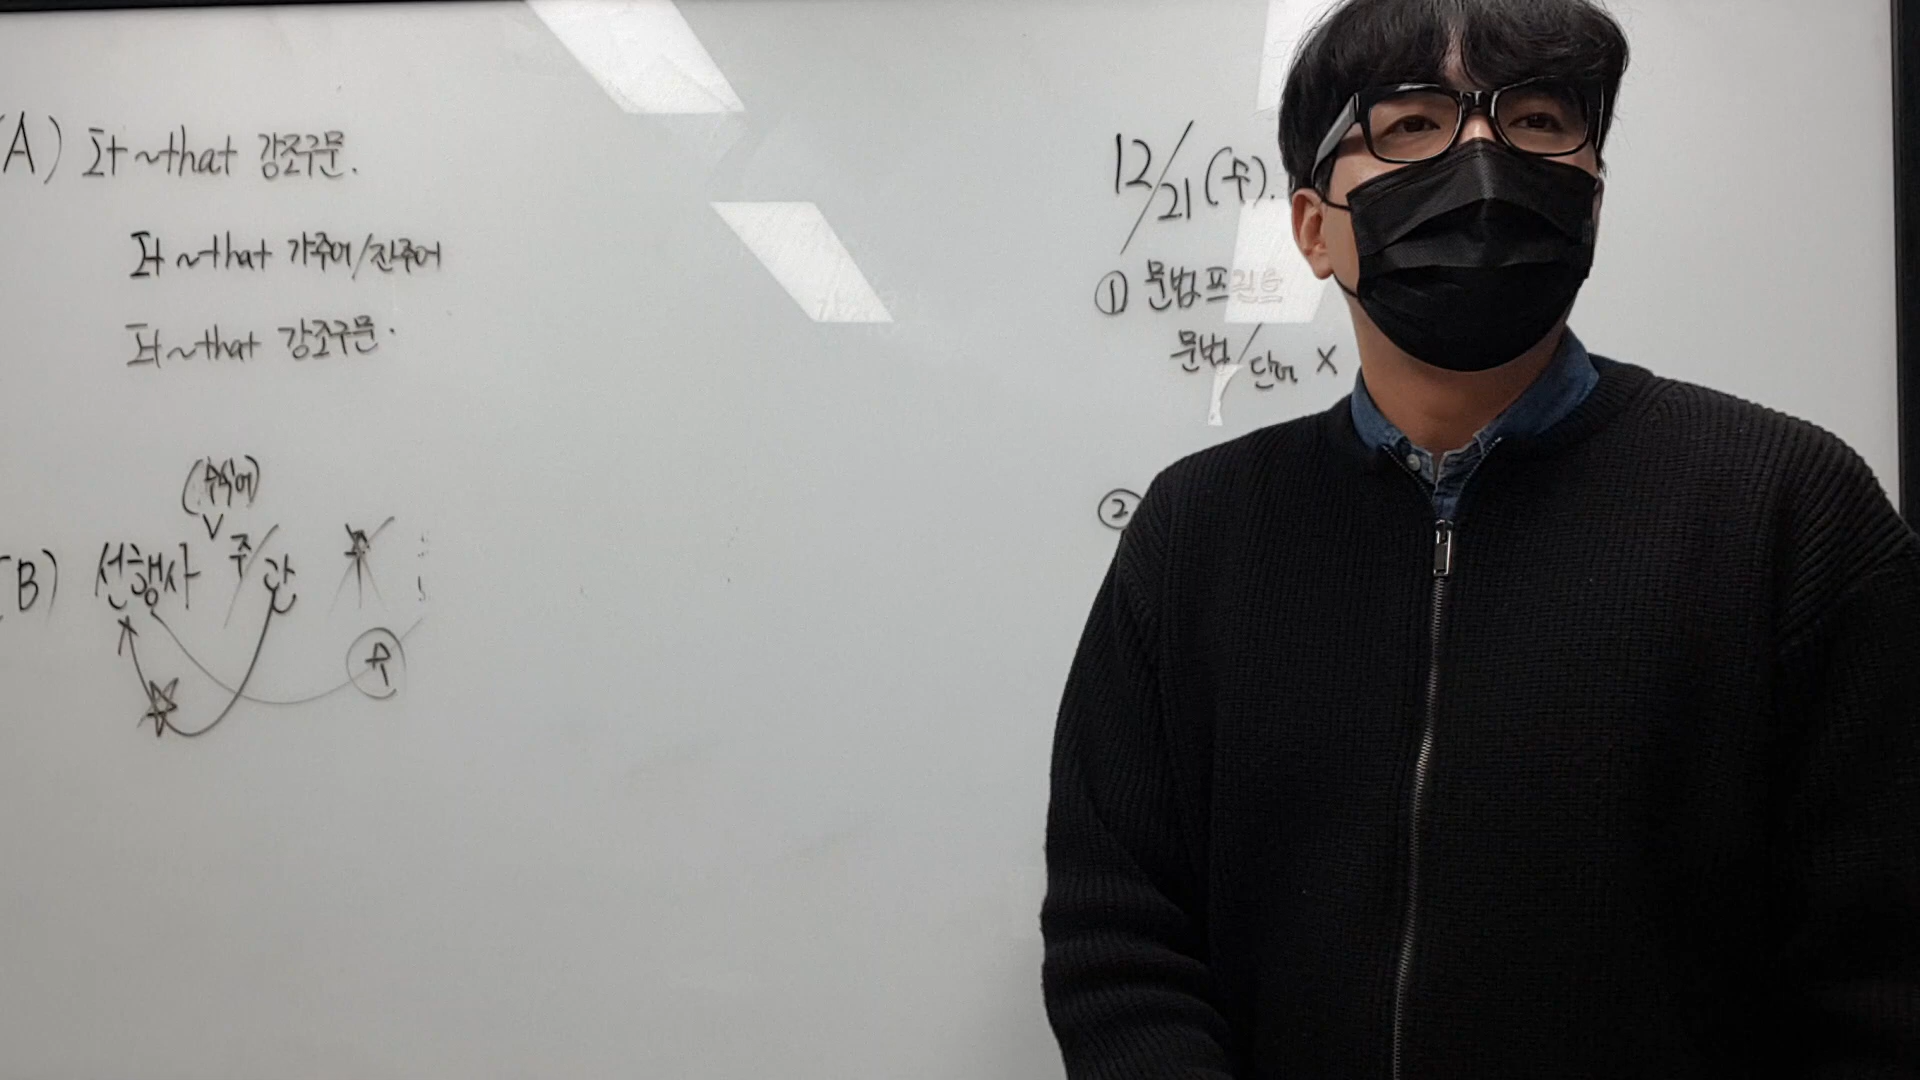 (A) It ~that 강조구문.
It ~that 가주어/진주어
It ~that 강조구문.
(수식어)
V
(B) 선행사 주/관
수
12/21 (수).
① 문법프린트
문법/단어 X
②